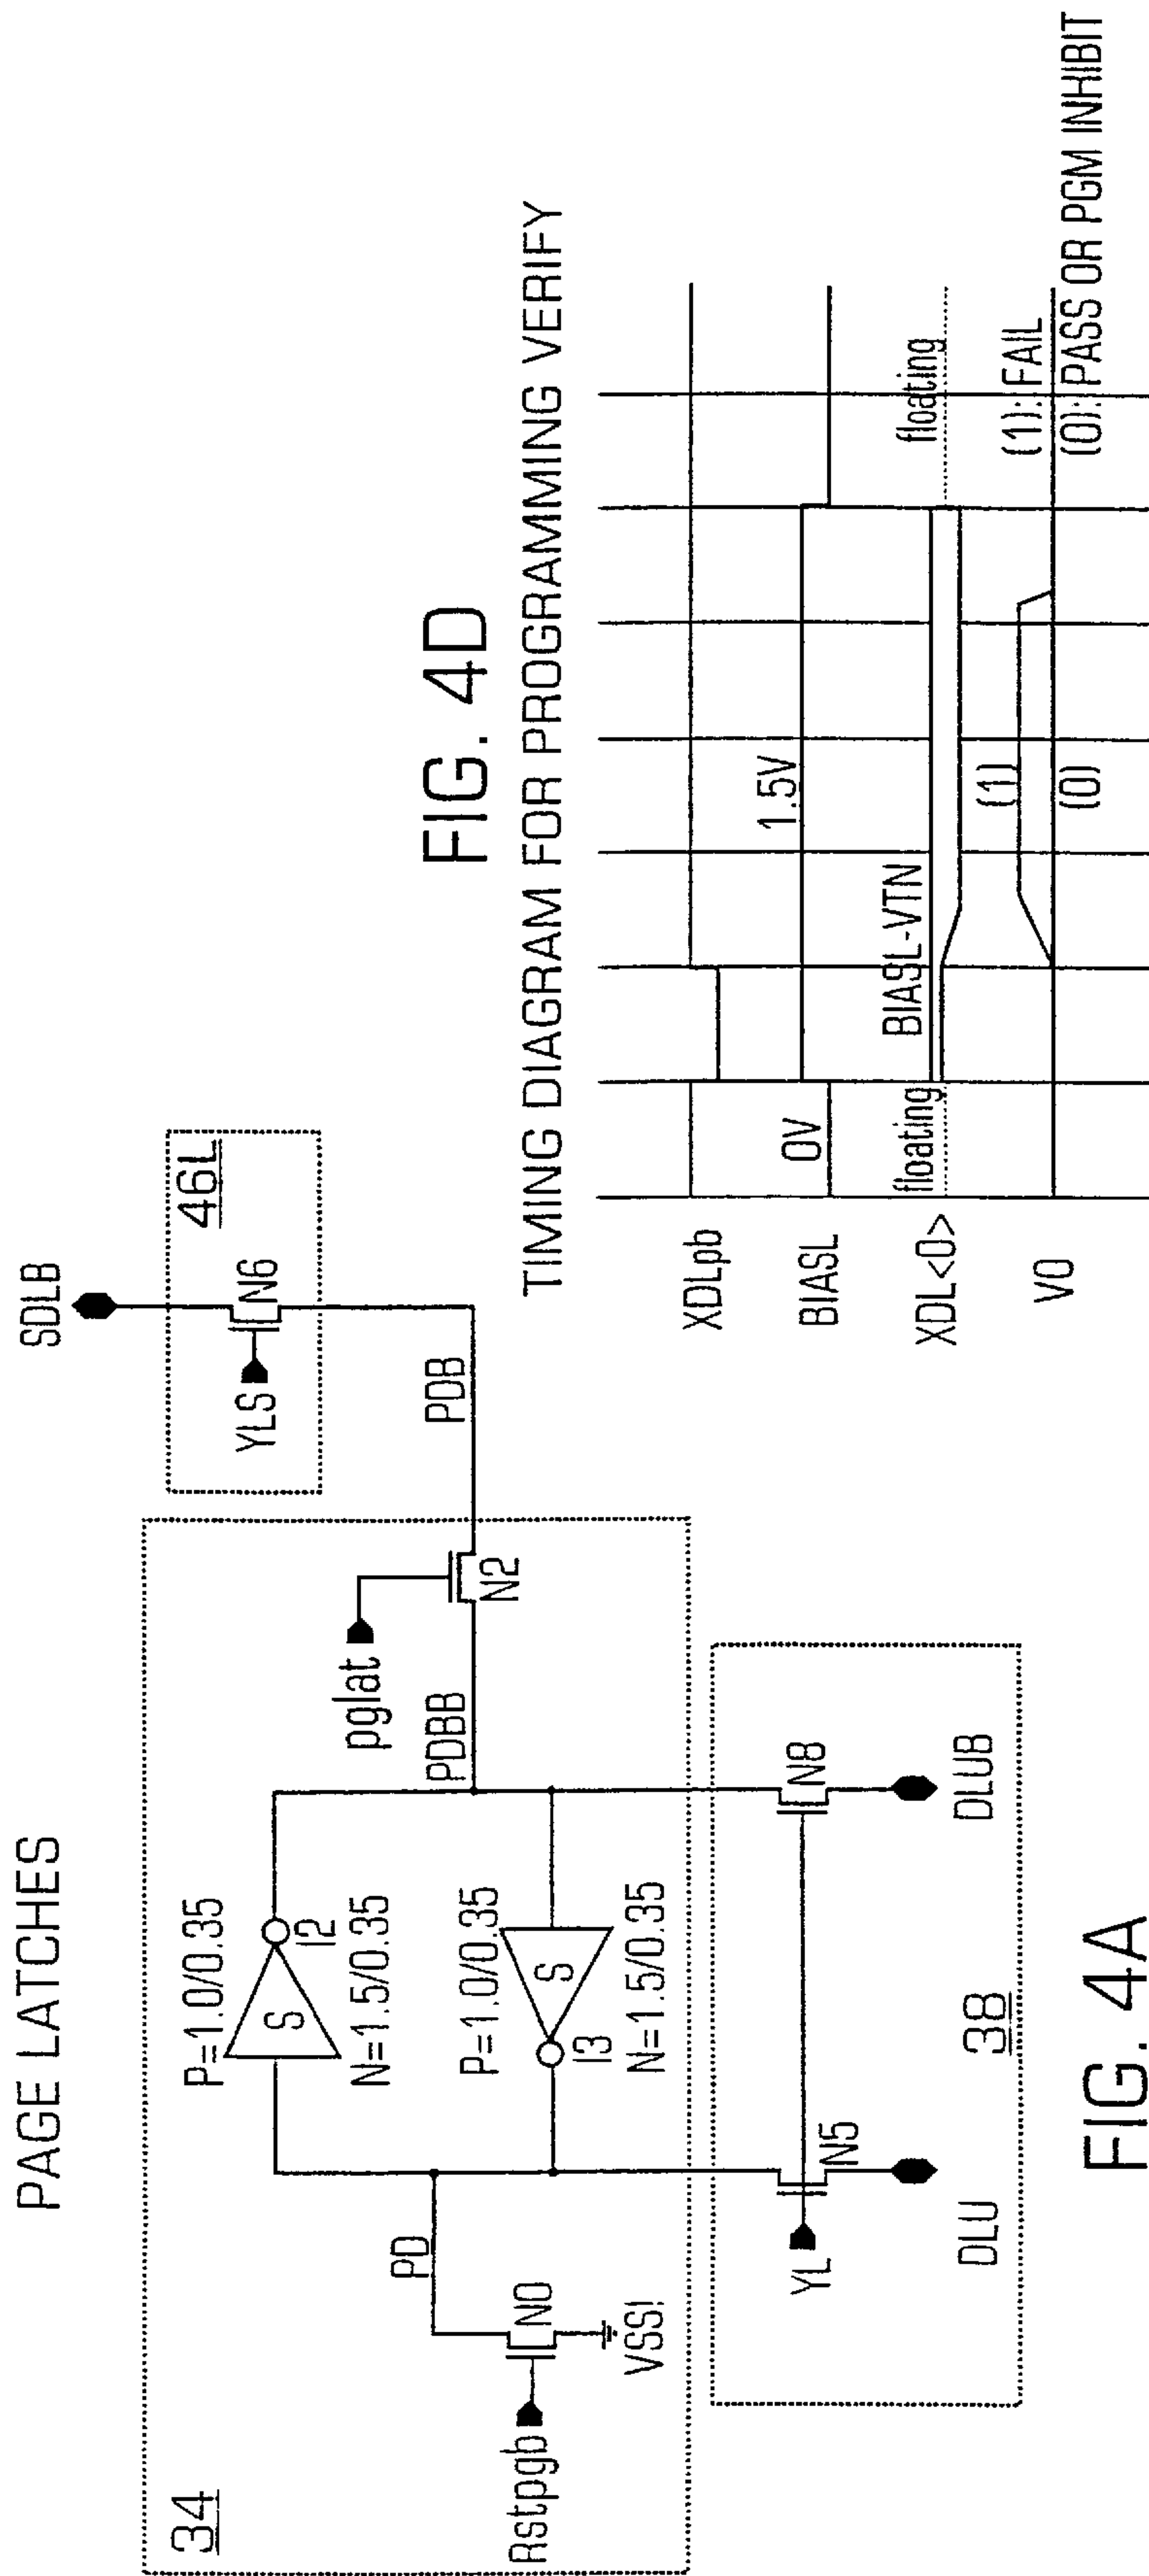 PAGE LATCHES
34
Rstpgb
N0
VSS!
PD
P=1.0/0.35
S
I2
N=1.5/0.35
P=1.0/0.35
S
I3
N=1.5/0.35
PDBB
pglat
N2
PDB
YLS
N6
46L
SDLB
YL
N5
N8
38
DLU
DLUB
FIG. 4A
FIG. 4D
TIMING DIAGRAM FOR PROGRAMMING VERIFY
XDLpb
BIASL
0V
1.5V
XDL<0>
floating
BIASL-VTN
floating
V0
(1)
(0)
(1): FAIL
(0): PASS OR PGM INHIBIT